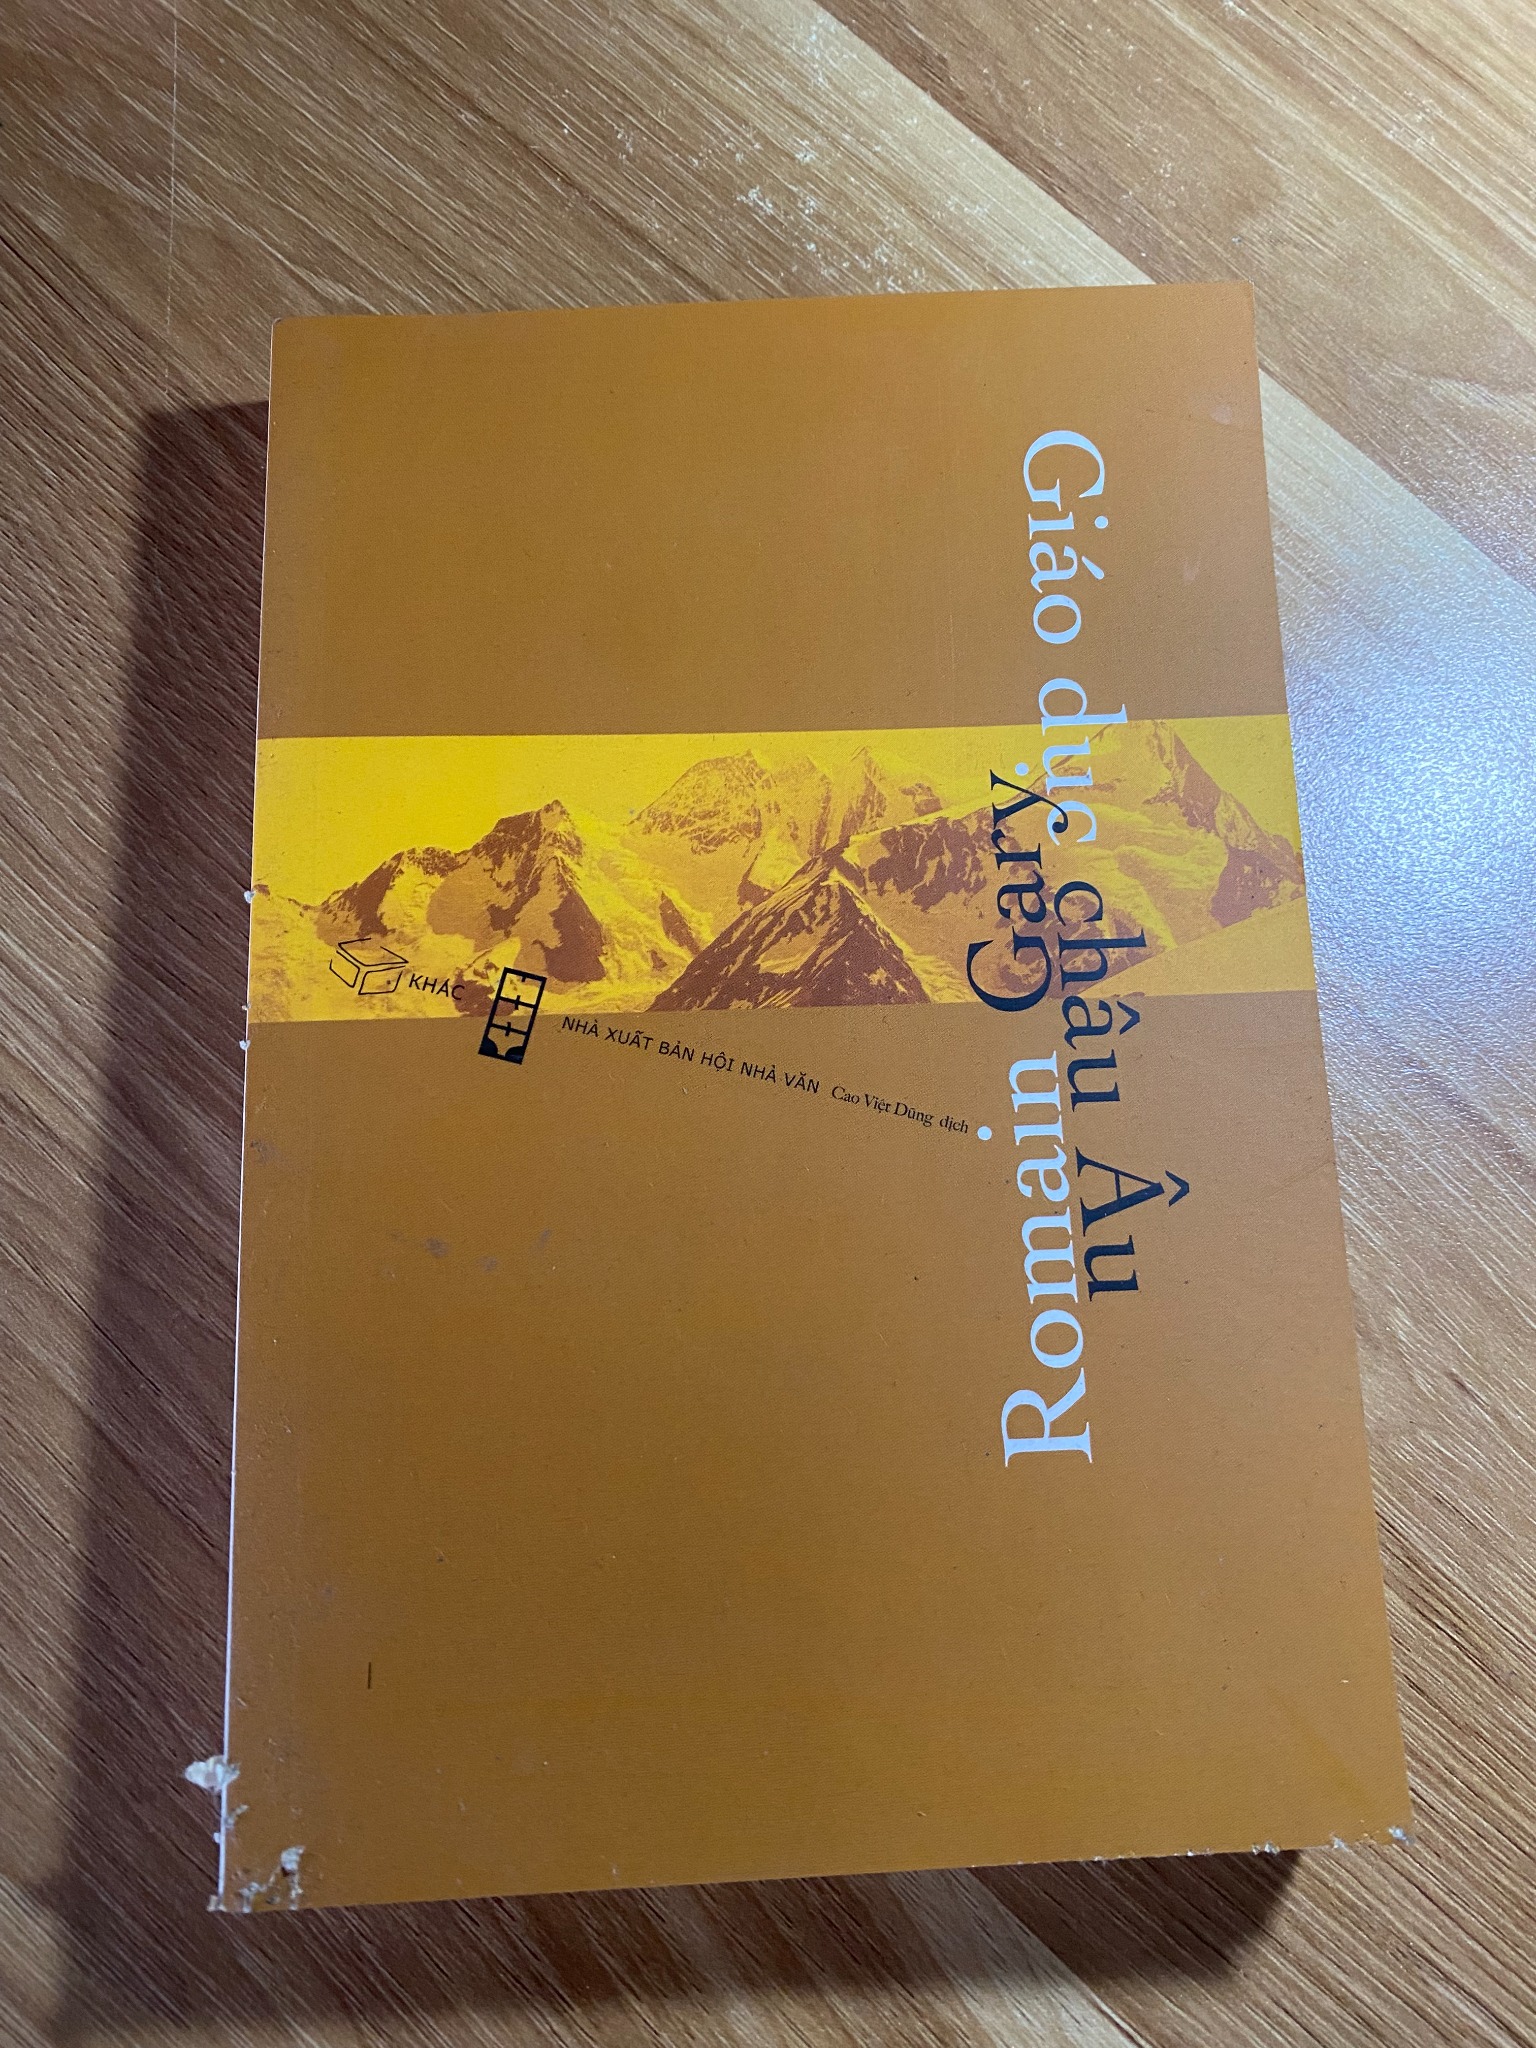 Giáo dục châu Âu
Romain Gary
Cao Việt Dũng dịch
NHÀ XUẤT BẢN HỘI NHÀ VĂN
KHÁC